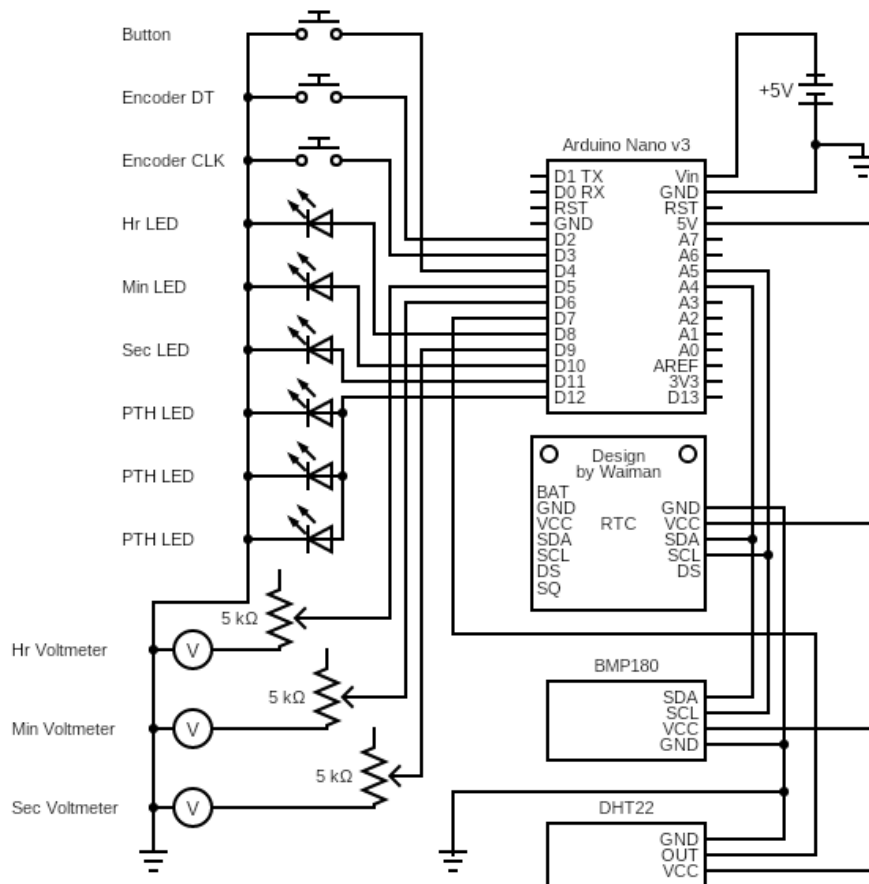 Button
Encoder DT
Encoder CLK
Hr LED
Min LED
Sec LED
PTH LED
PTH LED
PTH LED
5 kΩ
Hr Voltmeter
V
5 kΩ
Min Voltmeter
V
5 kΩ
Sec Voltmeter
V
+5V
Arduino Nano v3
D1 TX
D0 RX
RST
GND
D2
D3
D4
D5
D6
D7
D8
D9
D10
D11
D12
Vin
GND
RST
5V
A7
A6
A5
A4
A3
A2
A1
A0
AREF
3V3
D13
Design
by Waiman
RTC
BAT
GND
VCC
SDA
SCL
DS
SQ
GND
VCC
SDA
SCL
DS
BMP180
SDA
SCL
VCC
GND
DHT22
GND
OUT
VCC